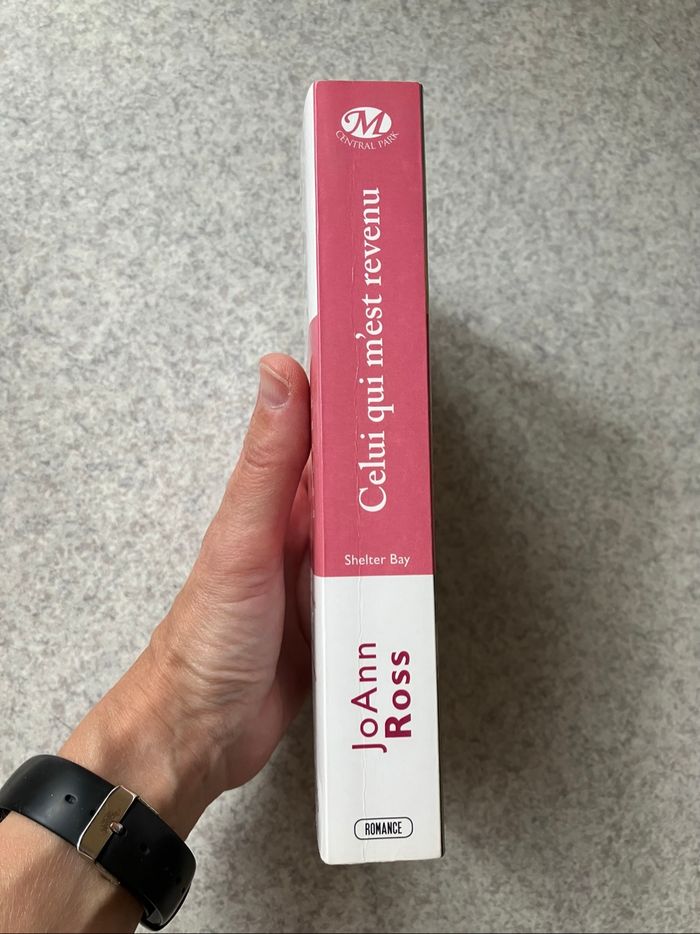 M
CENTRAL PARK
Celui qui m'est revenu
Shelter Bay
JoAnn
Ross
ROMANCE